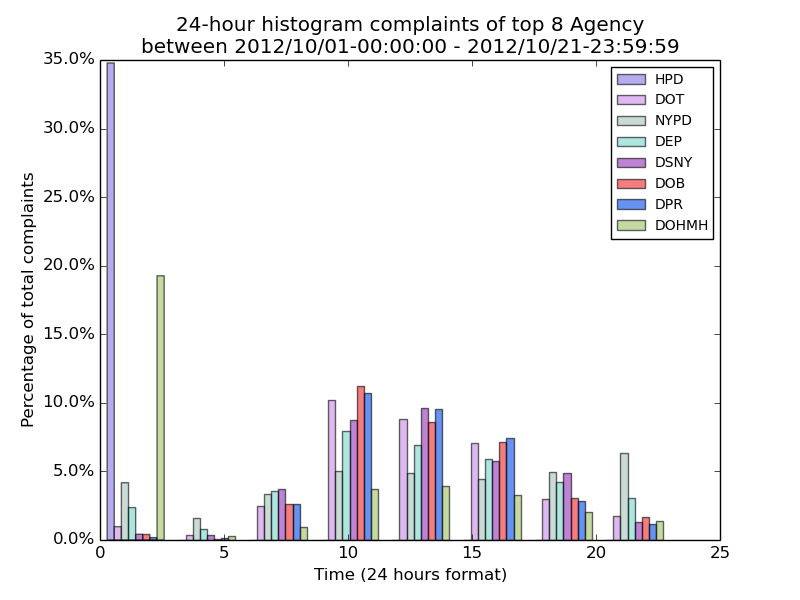 24-hour histogram complaints of top 8 Agency
between 2012/10/01-00:00:00 - 2012/10/21-23:59:59
35.0%
30.0%
25.0%
20.0%
15.0%
10.0%
5.0%
0.0%
Percentage of total complaints
HPD
DOT
NYPD
DEP
DSNY
DOB
DPR
DOHMH
0 5 10 15 20 25
Time (24 hours format)